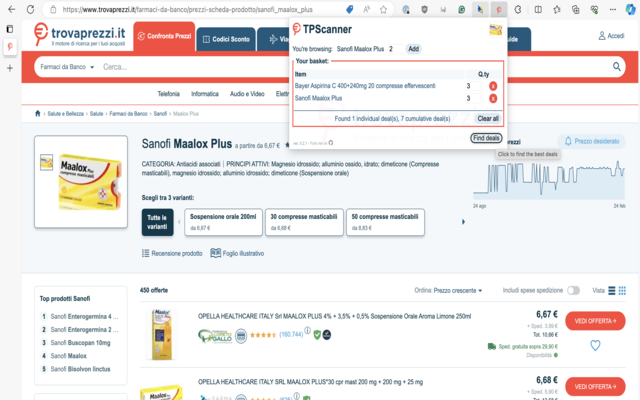 https://www.trovaprezzi.it/farmaci-da-banco/prezzi-scheda-prodotto/sanofi_maalox_plus
trovaprezzi.it
Il motore di ricerca per i tuoi acquisti
Confronta Prezzi
Codici Sconto
Viag
uide
Accedi
TPScanner
You're browsing: Sanofi Maalox Plus 2 Add
Your basket:
Item Q.ty
Bayer Aspirina C 400+240mg 20 compresse effervescenti 3 x
Sanofi Maalox Plus 3 x
Found 1 individual deal(s), 7 cumulative deal(s) Clear all
Find deals
Click to find the best deals
Farmaci da Banco
Cerca...
Telefonia Informatica Audio e Video Elettr
Salute e Bellezza Salute Farmaci da Banco Sanofi Maalox Plus
Sanofi Maalox Plus a partire da 6,67 €
CATEGORIA: Antiacidi associati | PRINCIPI ATTIVI: Magnesio idrossido; alluminio ossido, idrato; dimeticone (Compresse
masticabili), magnesio idrossido; alluminio idrossido; dimeticone (Sospensione orale)
Scegli tra 3 varianti:
Tutte le
varianti
Sospensione orale 200ml
da 6,67 €
30 compresse masticabili
da 6,68 €
50 compresse masticabili
da 8,83 €
Recensione prodotto
Foglio illustrativo
rezzi
Prezzo desiderato
24 ago 24 feb
Top prodotti Sanofi
1 Sanofi Enterogermina 4 ...
2 Sanofi Enterogermina 2 ...
3 Sanofi Buscopan 10mg
4 Sanofi Maalox
5 Sanofi Bisolvon linctus
450 offerte
Ordina: Prezzo crescente
Includi spese spedizione
Vista
OPELLA HEALTHCARE ITALY Srl MAALOX PLUS 4% + 3,5% + 0,5% Sospensione Orale Aroma Limone 250ml
(160.744)
6,67 €
+ Sped. 3,99 €
Tot. 10,66 €
Sped. gratuita sopra 29,90 €
Disponibilità
VEDI OFFERTA
OPELLA HEALTHCARE ITALY SRL MAALOX PLUS*30 cpr mast 200 mg + 200 mg + 25 mg
6,68 €
VEDI OFFERTA